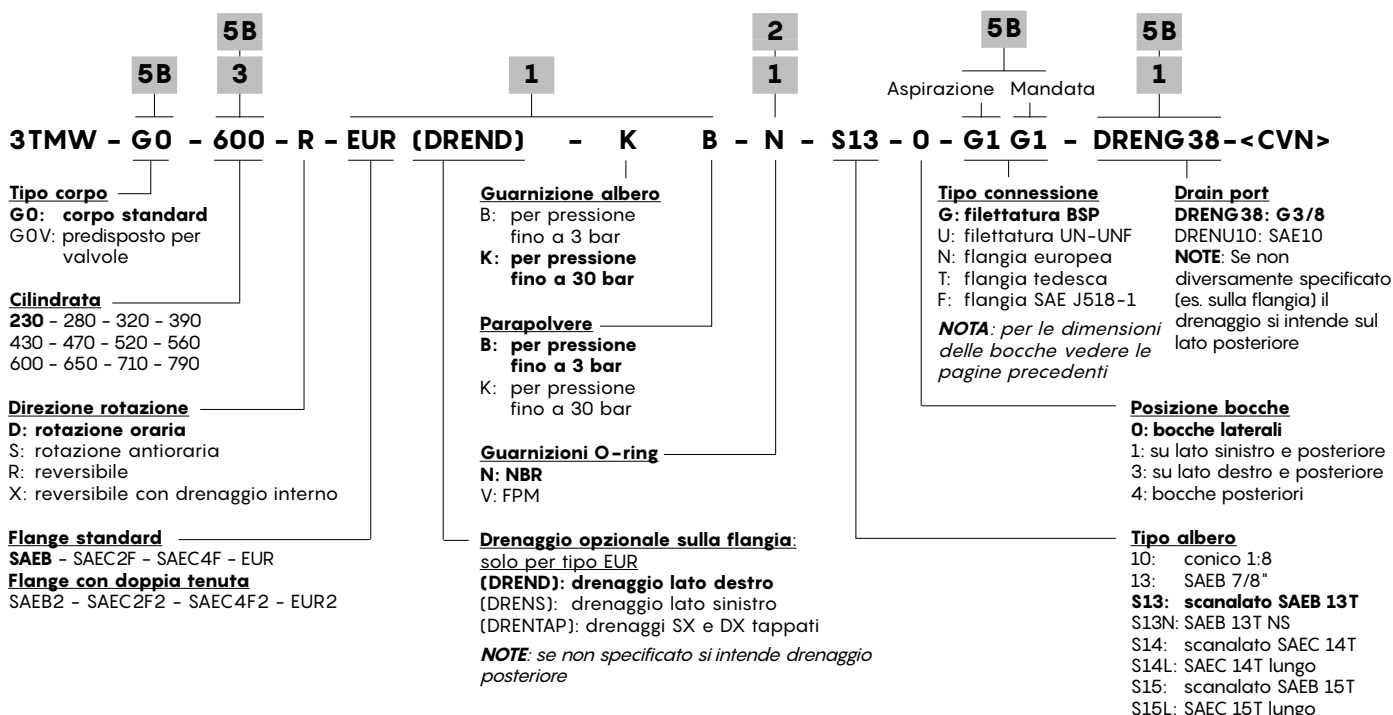 5B
5B
3
1
2
1
5B
5B
1
Aspirazione Mandata
3TMW - G0 - 600 - R - EUR (DREND) - K B - N - S13 - 0 - G1 G1 - DRENG38-<CVN>
Tipo corpo
G0: corpo standard
G0V: predisposto per
valvole
Cilindrata
230 - 280 - 320 - 390
430 - 470 - 520 - 560
600 - 650 - 710 - 790
Direzione rotazione
D: rotazione oraria
S: rotazione antioraria
R: reversibile
X: reversibile con drenaggio interno
Flange standard
SAEB - SAEC2F - SAEC4F - EUR
Flange con doppia tenuta
SAEB2 - SAEC2F2 - SAEC4F2 - EUR2
Guarnizione albero
B: per pressione
fino a 3 bar
K: per pressione
fino a 30 bar
Parapolvere
B: per pressione
fino a 3 bar
K: per pressione
fino a 30 bar
Guarnizioni O-ring
N: NBR
V: FPM
Drenaggio opzionale sulla flangia:
solo per tipo EUR
(DREND): drenaggio lato destro
(DRENS): drenaggio lato sinistro
(DRENTAP): drenaggi SX e DX tappati
NOTE: se non specificato si intende drenaggio
posteriore
Tipo connessione
G: filettatura BSP
U: filettatura UN-UNF
N: flangia europea
T: flangia tedesca
F: flangia SAE J518-1
NOTA: per le dimensioni
delle bocche vedere le
pagine precedenti
Drain port
DRENG38: G3/8
DRENU10: SAE10
NOTE: Se non
diversamente specificato
(es. sulla flangia) il
drenaggio si intende sul
lato posteriore
Posizione bocche
0: bocche laterali
1: su lato sinistro e posteriore
3: su lato destro e posteriore
4: bocche posteriori
Tipo albero
10: conico 1:8
13: SAEB 7/8"
S13: scanalato SAEB 13T
S13N: SAEB 13T NS
S14: scanalato SAEC 14T
S14L: SAEC 14T lungo
S15: scanalato SAEB 15T
S15L: SAEC 15T lungo